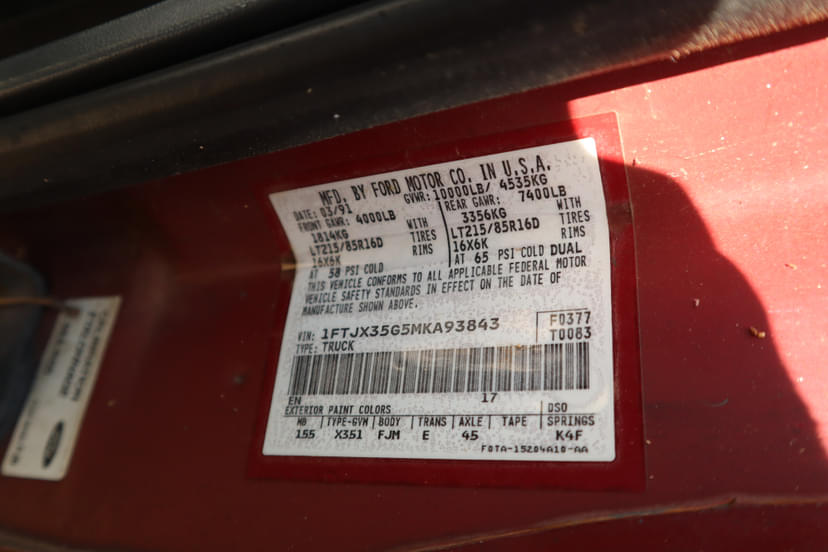 MFD. BY FORD MOTOR CO. IN U.S.A.
DATE: 03/91 GVWR: 10000LB/ 4535KG
FRONT GAWR: 4000LB REAR GAWR: 7400LB
1814KG WITH 3356KG WITH
LT215/85R16D TIRES LT215/85R16D TIRES
16X6K RIMS 16X6K RIMS
AT 58 PSI COLD AT 65 PSI COLD DUAL
THIS VEHICLE CONFORMS TO ALL APPLICABLE FEDERAL MOTOR
VEHICLE SAFETY STANDARDS IN EFFECT ON THE DATE OF
MANUFACTURE SHOWN ABOVE.
VIN: 1FTJX35G5MKA93843 F0377
TYPE: TRUCK T0083
EN 17
EXTERIOR PAINT COLORS DSO
WB TYPE-GVW BODY TRANS AXLE TAPE SPRINGS
155 X351 FJM E 45 K4F
F0TA-15204A10-AA
Ford